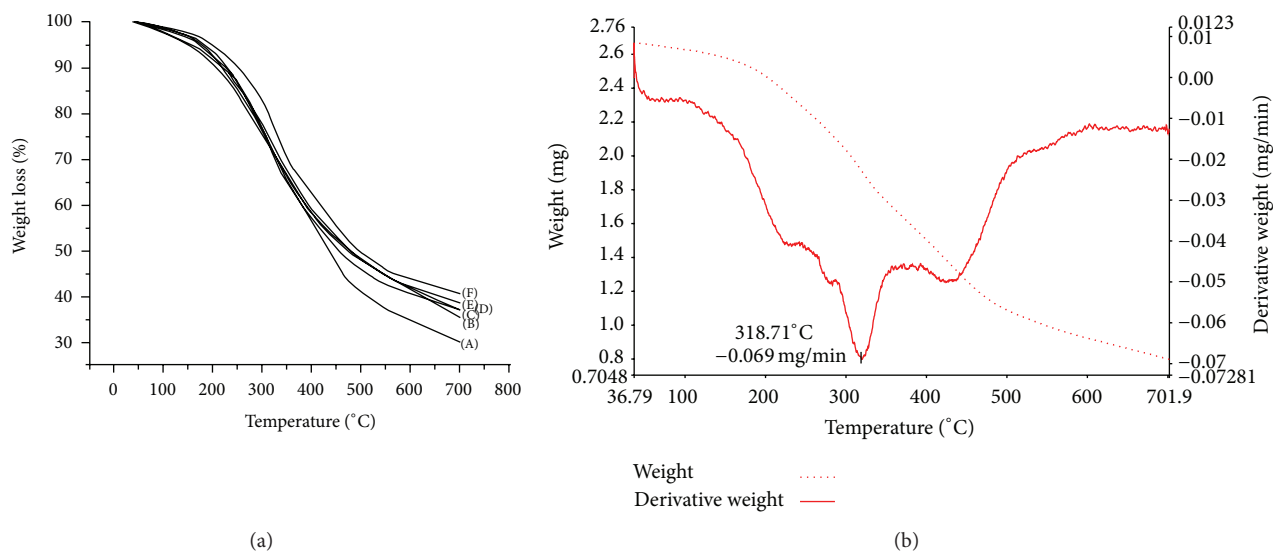 100
90
80
70
60
50
40
30
Weight loss (%)
0 100 200 300 400 500 600 700 800
Temperature (˚C)
(F)
(E) (D)
(C)
(B)
(A)
(a)
2.76
2.6
2.4
2.2
2.0
1.8
1.6
1.4
1.2
1.0
0.8
0.7048
Weight (mg)
36.79 100 200 300 400 500 600 701.9
Temperature (˚C)
0.0123
0.01
0.00
−0.01
−0.02
−0.03
−0.04
−0.05
−0.06
−0.07
−0.07281
Derivative weight (mg/min)
318.71˚C
−0.069 mg/min
Weight
Derivative weight
(b)